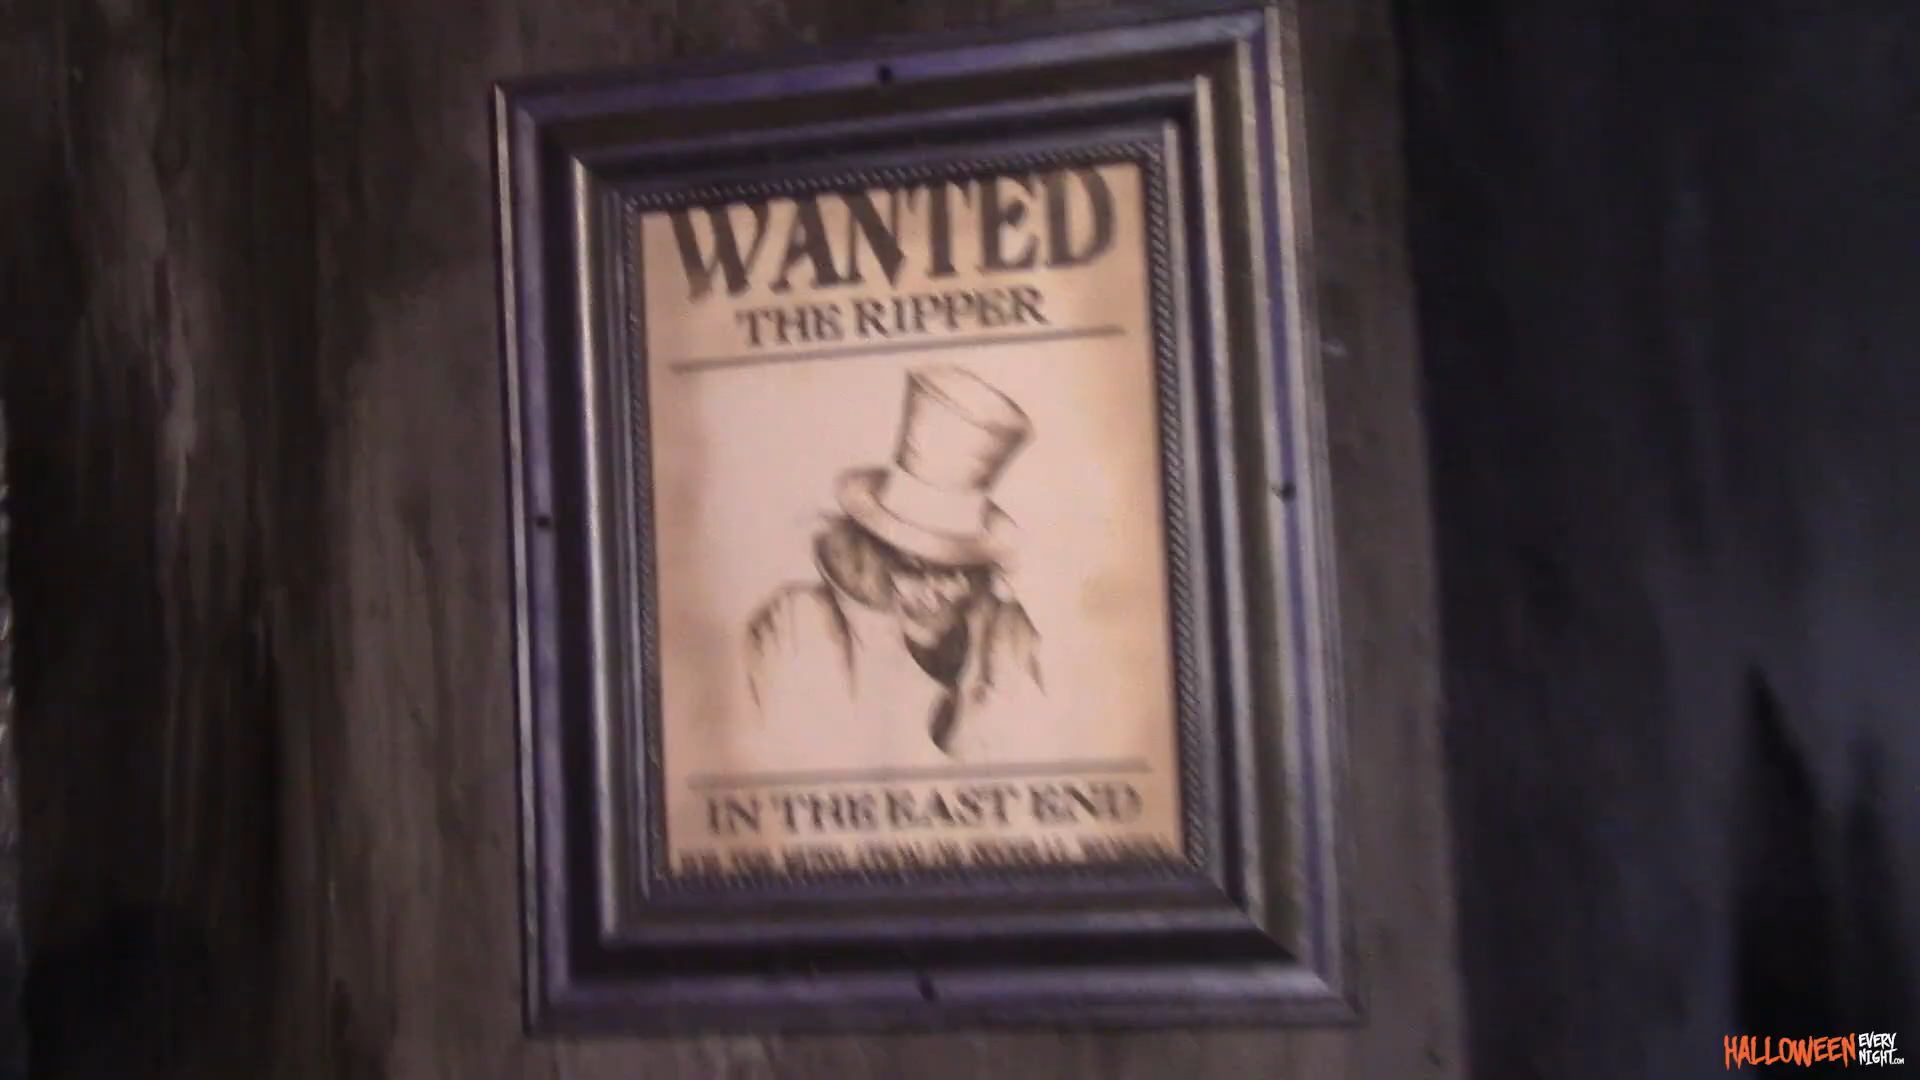 WANTED
THE RIPPER
IN THE EAST END
HALLOWEEN EVERY NIGHT.com